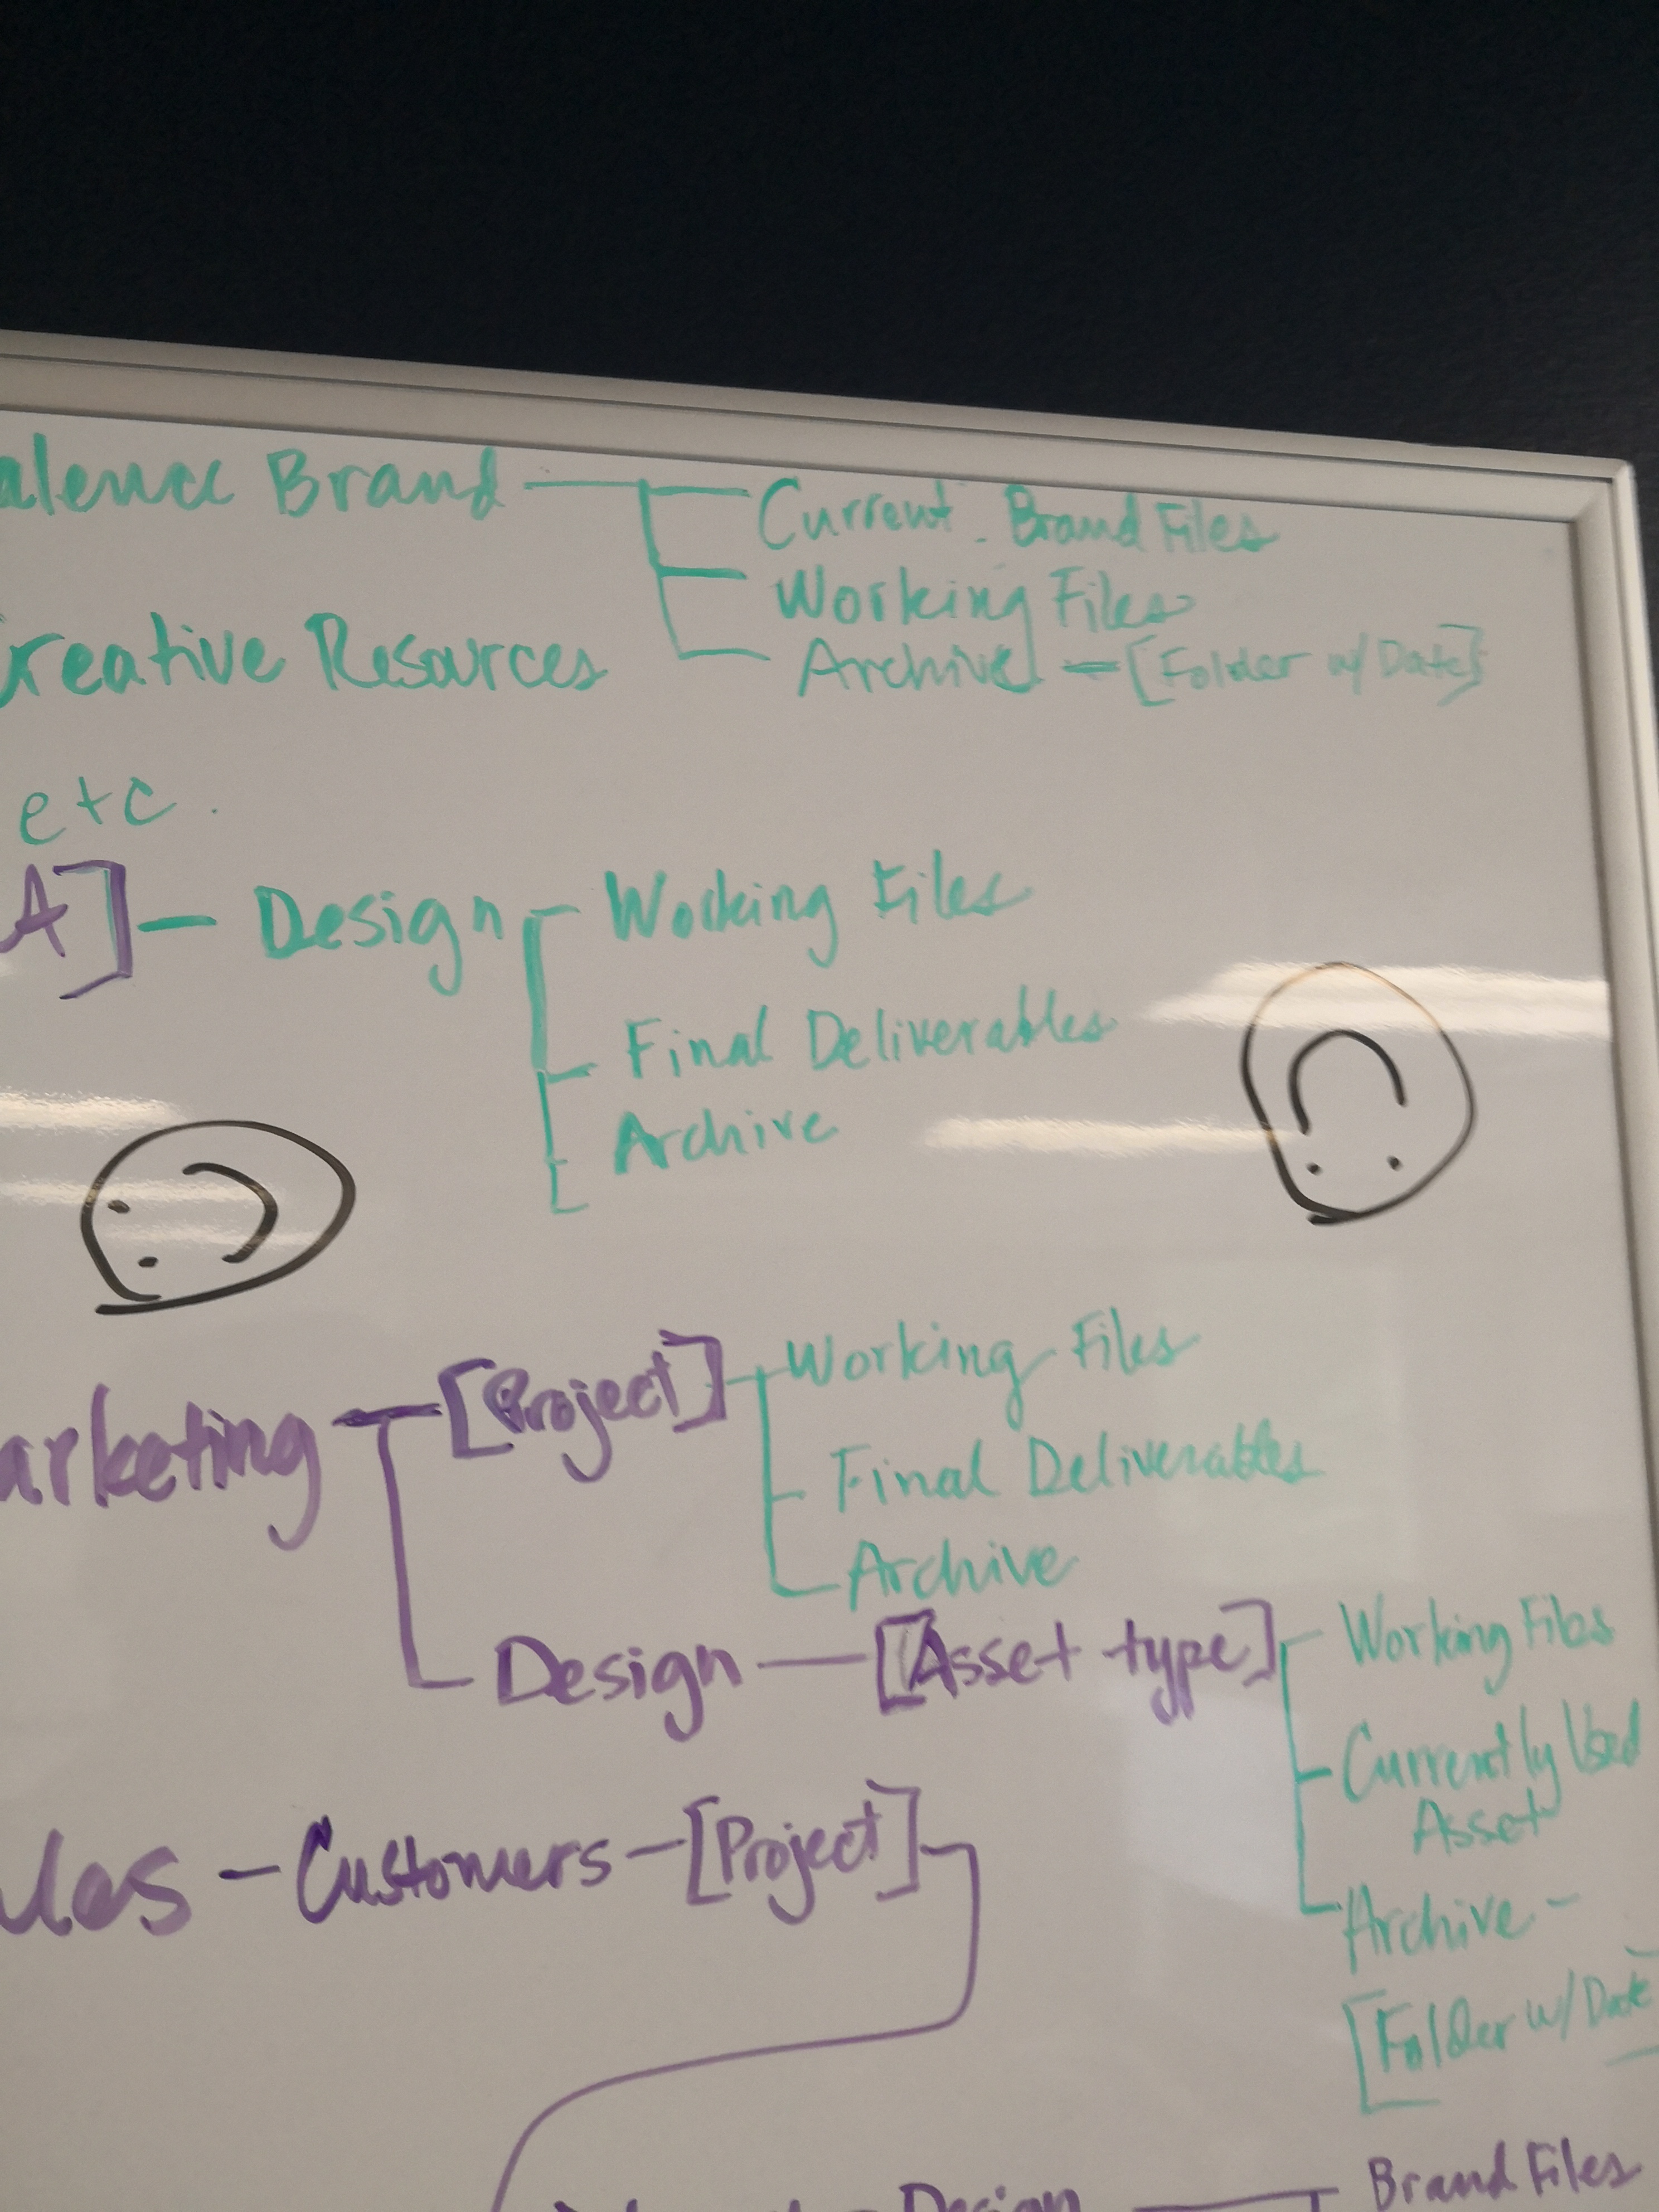 alence Brand — Current Brand Files
Working Files
Creative Resources
Archive — [Folder w/ Date]
etc.
A] — Design — Working Files
Final Deliverables
Archive
arketing — [Project] — Working Files
Final Deliverables
Archive
Design — [Asset type] — Working Files
Currently Used
Asset
les - Customers - [Project]
Archive -
[Folder w/ Date
Design — Brand Files